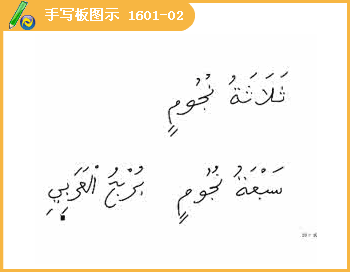 手写板图示 1601-02
ثَلَاثَةُ نُجُومٍ
سَبْعَةُ نُجُومٍ بُرْجُ الْعَرَبِيِ